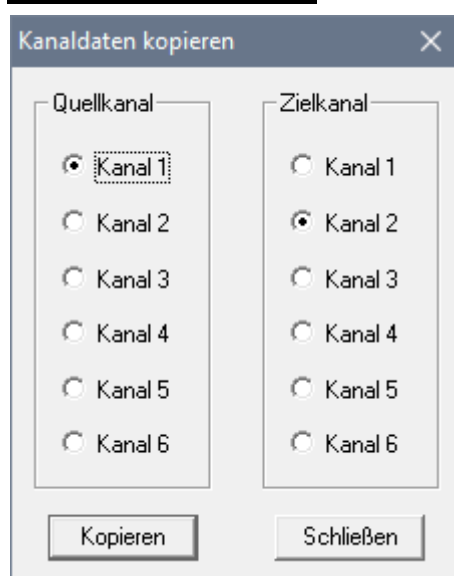 Kanaldaten kopieren
Quellkanal
Kanal 1
Kanal 2
Kanal 3
Kanal 4
Kanal 5
Kanal 6
Zielkanal
Kanal 1
Kanal 2
Kanal 3
Kanal 4
Kanal 5
Kanal 6
Kopieren
Schließen